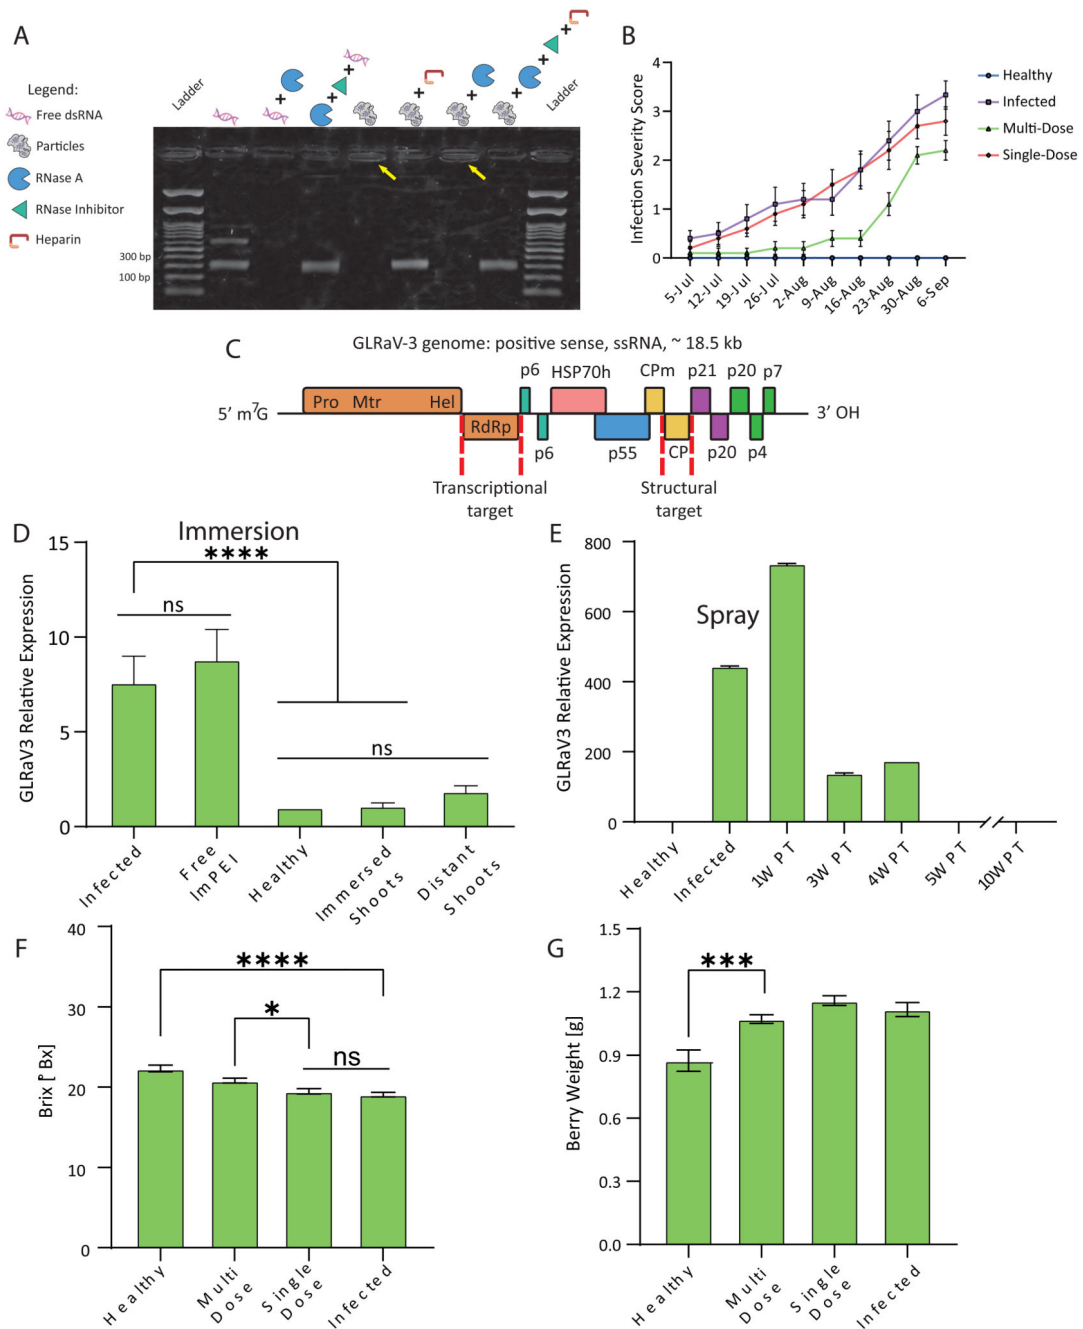 A
Legend:
Free dsRNA
Particles
RNase A
RNase Inhibitor
Heparin
Ladder
+
+
+
+
+
+
+
+
+
Ladder
300 bp
100 bp
B
Infection Severity Score
4
3
2
1
0
5-Jul
12-Jul
19-Jul
26-Jul
2-Aug
9-Aug
16-Aug
23-Aug
30-Aug
6-Sep
Healthy
Infected
Multi-Dose
Single-Dose
C
GLRaV-3 genome: positive sense, ssRNA, ~ 18.5 kb
p6 HSP70h CPm p21 p20 p7
5' m7G Pro Mtr Hel 3' OH
RdRp
p6 p55 CP p20 p4
Transcriptional
target
Structural
target
D
Immersion
****
ns
ns
GLRaV3 Relative Expression
15
10
5
0
Infected
Free
ImPEI
Healthy
Immersed
Shoots
Distant
Shoots
E
Spray
GLRaV3 Relative Expression
800
600
400
200
0
Healthy
Infected
1W PT
3W PT
4W PT
5W PT
10W PT
F
****
*
ns
Brix [° Bx]
40
30
20
10
0
Healthy
Multi
Dose
Single
Dose
Infected
G
***
Berry Weight [g]
1.5
1.2
0.9
0.6
0.3
0.0
Healthy
Multi
Dose
Single
Dose
Infected